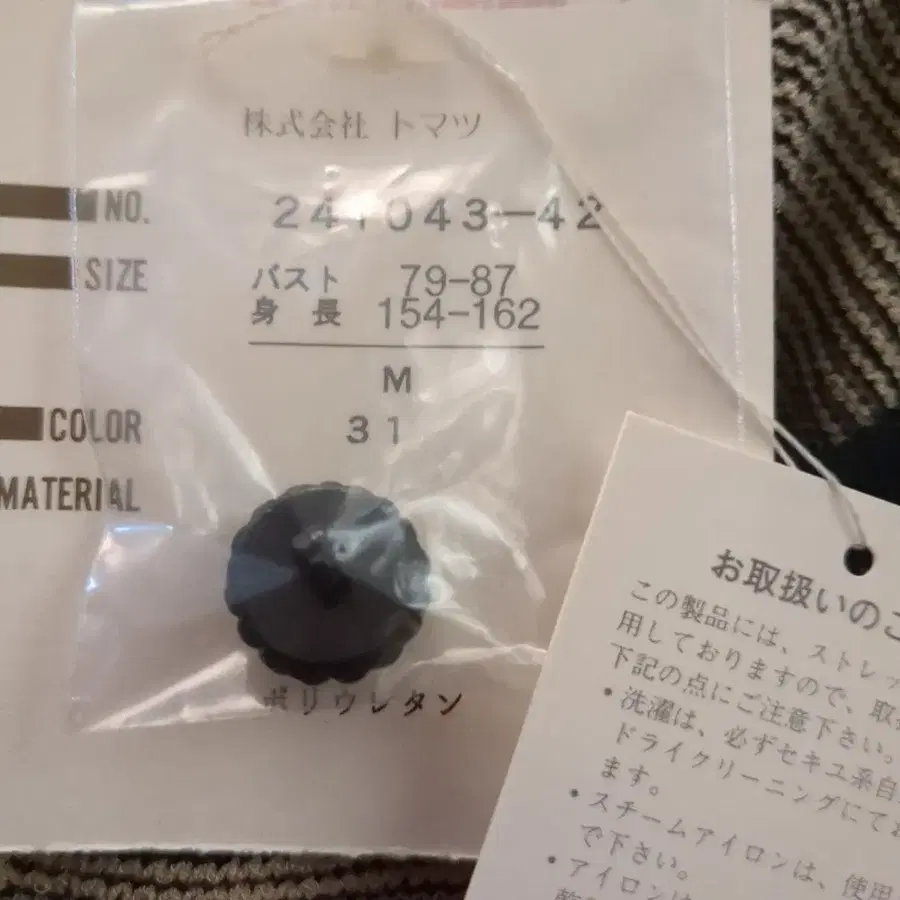 株式会社 トマツ
NO. 241043-42
SIZE バスト 79-87
身 長 154-162
M
COLOR 31
MATERIAL
ポリウレタン
お取扱いのご
この製品には、ストレッ
用しておりますので、取
下記の点にご注意下さい。
・洗濯は、必ずセキユ系自
ドライクリーニングにてお
ます。
・スチームアイロンは、使用
で下さい。
・アイロンは